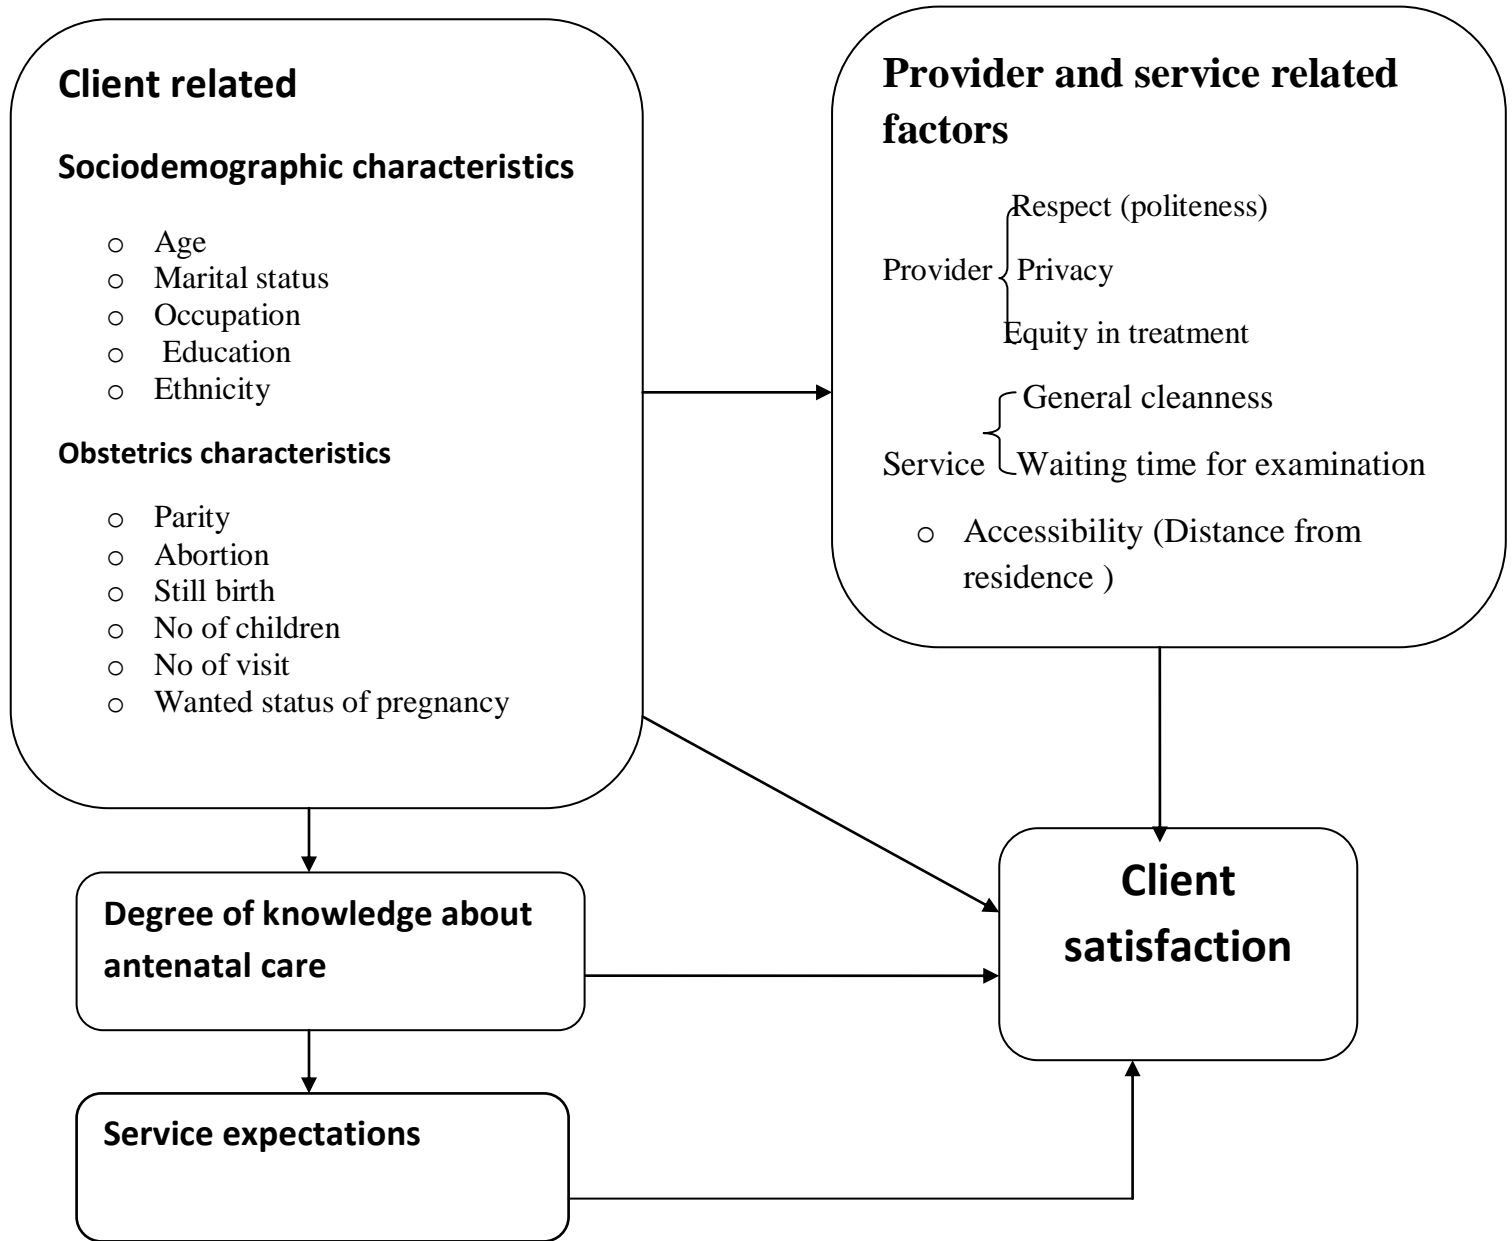 Client related
Sociodemographic characteristics
o Age
o Marital status
o Occupation
o Education
o Ethnicity
Obstetrics characteristics
o Parity
o Abortion
o Still birth
o No of children
o No of visit
o Wanted status of pregnancy
Provider and service related
factors
Respect (politeness)
Provider Privacy
Equity in treatment
General cleanness
Service Waiting time for examination
o Accessibility (Distance from
residence )
Degree of knowledge about
antenatal care
Client
satisfaction
Service expectations